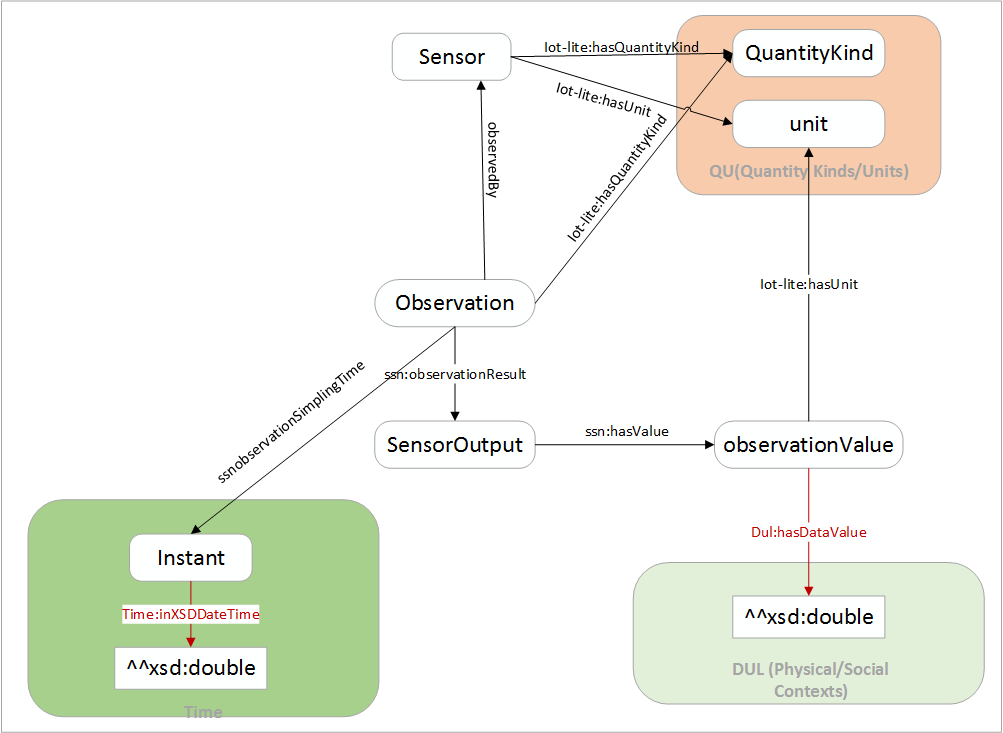 Sensor
Iot-lite:hasQuantityKind
QuantityKind
Iot-lite:hasUnit
unit
QU(Quantity Kinds/Units)
observedBy
Iot-lite:hasQuantityKind
Iot-lite:hasUnit
Observation
ssn:observationResult
ssnobservationSimplingTime
SensorOutput
ssn:hasValue
observationValue
Dul:hasDataValue
Instant
Time:inXSDDateTime
^^xsd:double
Time
^^xsd:double
DUL (Physical/Social
Contexts)